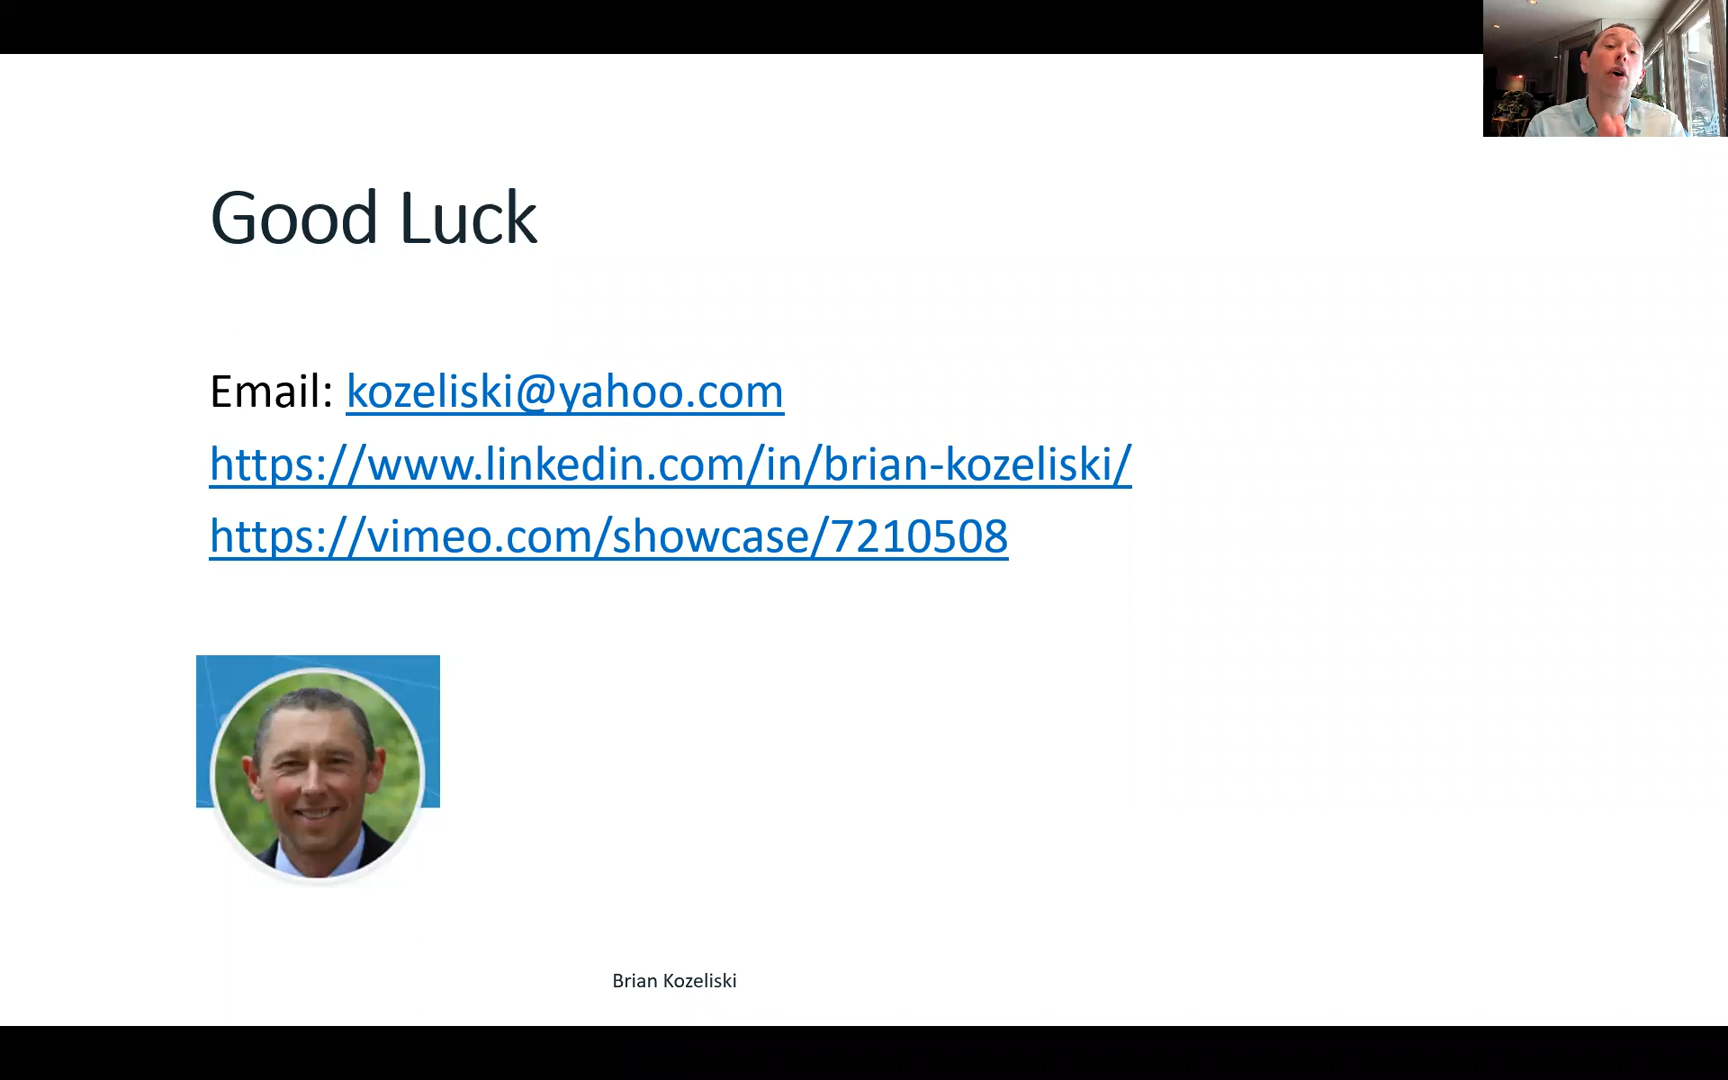 Good Luck
Email: kozeliski@yahoo.com
https://www.linkedin.com/in/brian-kozeliski/
https://vimeo.com/showcase/7210508
Brian Kozeliski